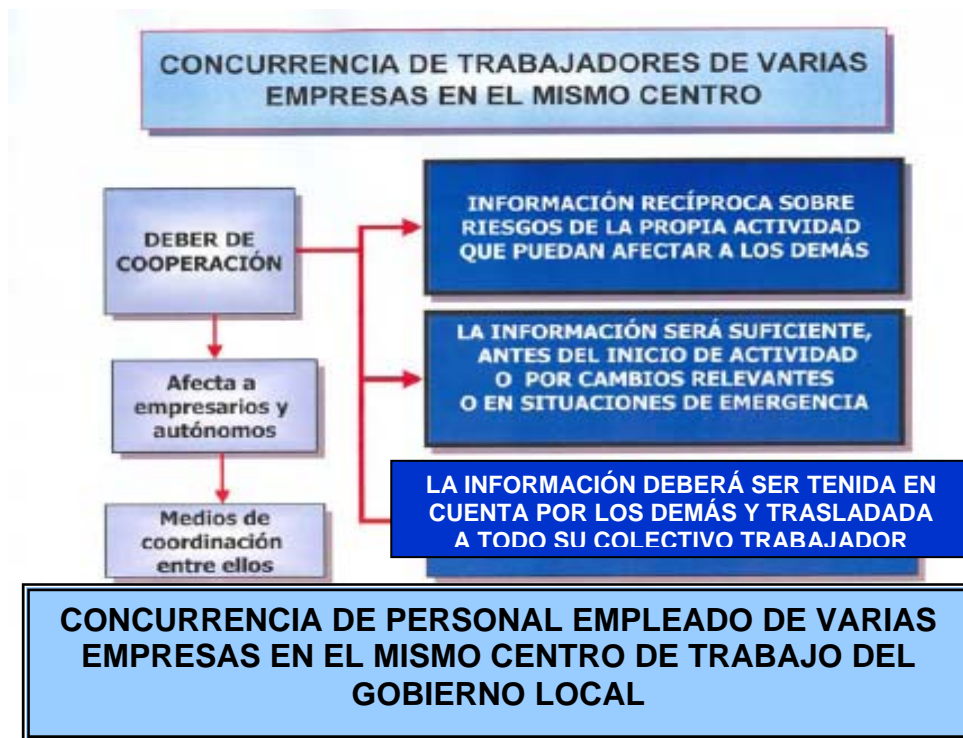 CONCURRENCIA DE TRABAJADORES DE VARIAS
EMPRESAS EN EL MISMO CENTRO
DEBER DE
COOPERACIÓN
INFORMACIÓN RECÍPROCA SOBRE
RIESGOS DE LA PROPIA ACTIVIDAD
QUE PUEDAN AFECTAR A LOS DEMÁS
Afecta a
empresarios y
autónomos
LA INFORMACIÓN SERÁ SUFICIENTE,
ANTES DEL INICIO DE ACTIVIDAD
O POR CAMBIOS RELEVANTES
O EN SITUACIONES DE EMERGENCIA
Medios de
coordinación
entre ellos
LA INFORMACIÓN DEBERÁ SER TENIDA EN
CUENTA POR LOS DEMÁS Y TRASLADADA
A TODO SU COLECTIVO TRABAJADOR
CONCURRENCIA DE PERSONAL EMPLEADO DE VARIAS
EMPRESAS EN EL MISMO CENTRO DE TRABAJO DEL
GOBIERNO LOCAL